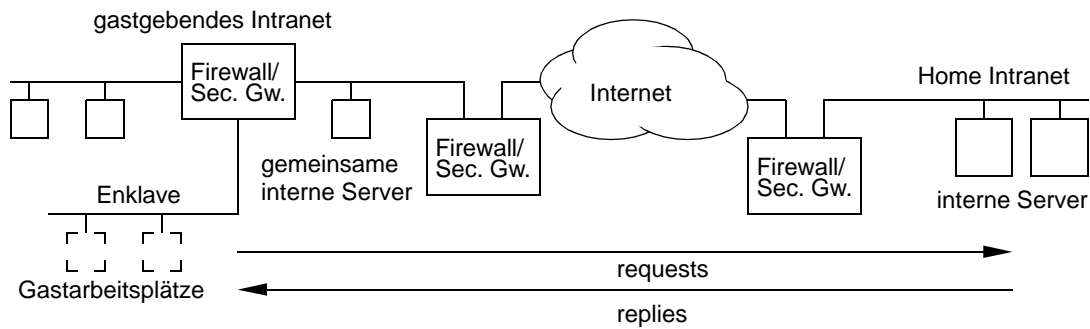 gastgebendes Intranet
Firewall/
Sec. Gw.
Internet
Home Intranet
Firewall/
Sec. Gw.
gemeinsame
interne Server
Firewall/
Sec. Gw.
Enklave
interne Server
Gastarbeitsplätze
requests
replies